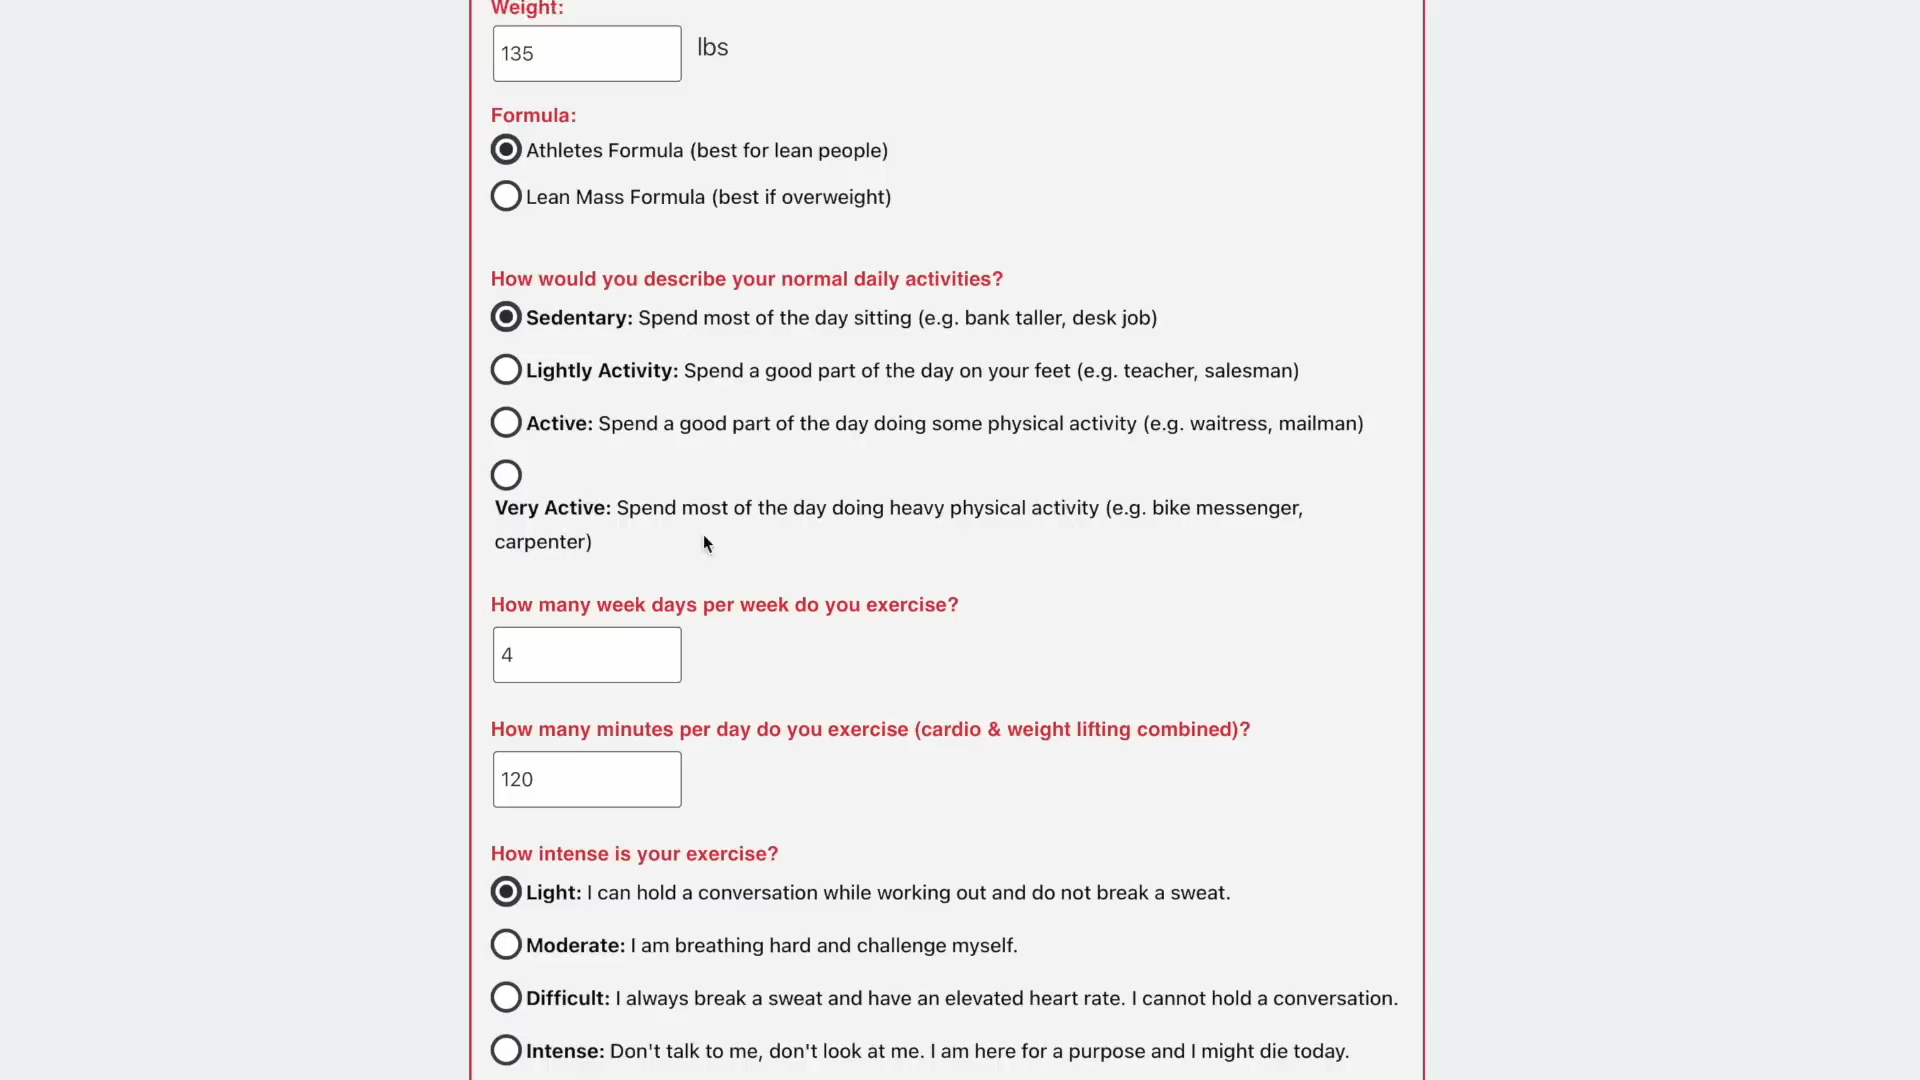 Weight:
135
lbs
Formula:
Athletes Formula (best for lean people)
Lean Mass Formula (best if overweight)
How would you describe your normal daily activities?
Sedentary: Spend most of the day sitting (e.g. bank taller, desk job)
Lightly Activity: Spend a good part of the day on your feet (e.g. teacher, salesman)
Active: Spend a good part of the day doing some physical activity (e.g. waitress, mailman)
Very Active: Spend most of the day doing heavy physical activity (e.g. bike messenger,
carpenter)
How many week days per week do you exercise?
4
How many minutes per day do you exercise (cardio & weight lifting combined)?
120
How intense is your exercise?
Light: I can hold a conversation while working out and do not break a sweat.
Moderate: I am breathing hard and challenge myself.
Difficult: I always break a sweat and have an elevated heart rate. I cannot hold a conversation.
Intense: Don't talk to me, don't look at me. I am here for a purpose and I might die today.